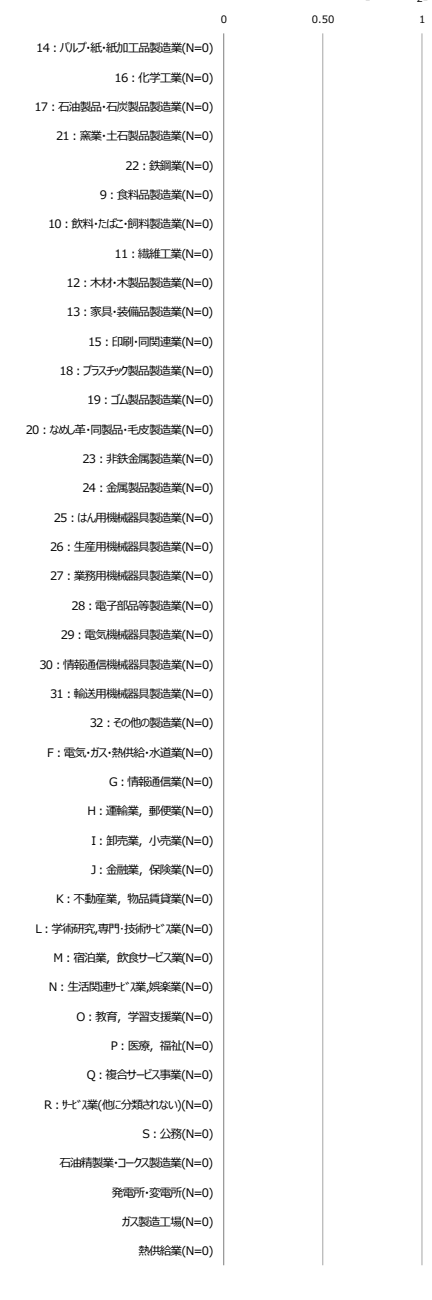 0 0.50 1
14：パルプ・紙・紙加工品製造業(N=0)
16：化学工業(N=0)
17：石油製品・石炭製品製造業(N=0)
21：窯業・土石製品製造業(N=0)
22：鉄鋼業(N=0)
9：食料品製造業(N=0)
10：飲料・たばこ・飼料製造業(N=0)
11：繊維工業(N=0)
12：木材・木製品製造業(N=0)
13：家具・装備品製造業(N=0)
15：印刷・同関連業(N=0)
18：プラスチック製品製造業(N=0)
19：ゴム製品製造業(N=0)
20：なめし革・同製品・毛皮製造業(N=0)
23：非鉄金属製造業(N=0)
24：金属製品製造業(N=0)
25：はん用機械器具製造業(N=0)
26：生産用機械器具製造業(N=0)
27：業務用機械器具製造業(N=0)
28：電子部品等製造業(N=0)
29：電気機械器具製造業(N=0)
30：情報通信機械器具製造業(N=0)
31：輸送用機械器具製造業(N=0)
32：その他の製造業(N=0)
F：電気・ガス・熱供給・水道業(N=0)
G：情報通信業(N=0)
H：運輸業，郵便業(N=0)
I：卸売業，小売業(N=0)
J：金融業，保険業(N=0)
K：不動産業，物品賃貸業(N=0)
L：学術研究,専門・技術ｻｰﾋﾞｽ業(N=0)
M：宿泊業，飲食サービス業(N=0)
N：生活関連ｻｰﾋﾞｽ業,娯楽業(N=0)
O：教育，学習支援業(N=0)
P：医療，福祉(N=0)
Q：複合サービス事業(N=0)
R：ｻｰﾋﾞｽ業(他に分類されない)(N=0)
S：公務(N=0)
石油精製業・コークス製造業(N=0)
発電所・変電所(N=0)
ガス製造工場(N=0)
熱供給業(N=0)